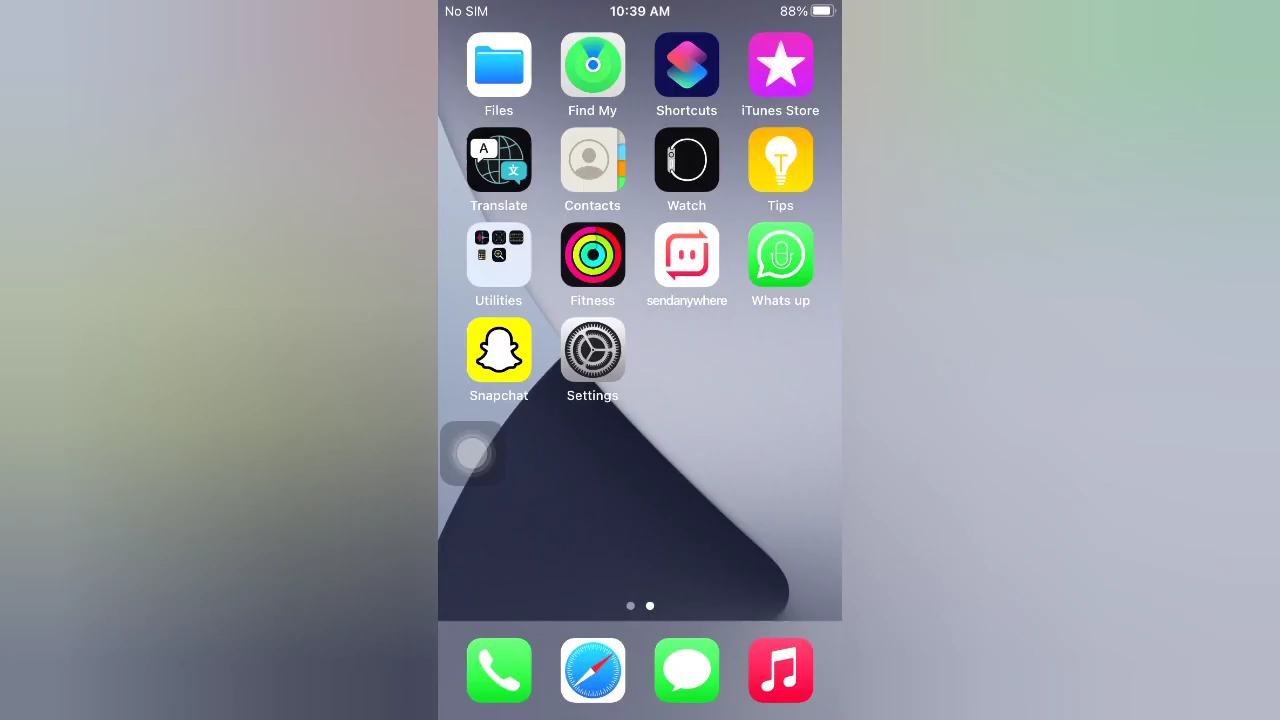 No SIM 10:39 AM 88%
Files Find My Shortcuts iTunes Store
A 文
Translate Contacts Watch Tips
Utilities Fitness sendanywhere Whats up
Snapchat Settings